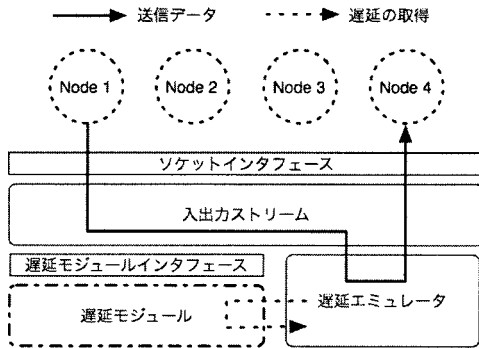 送信データ
遅延の取得
Node 1
Node 2
Node 3
Node 4
ソケットインタフェース
入出力ストリーム
遅延モジュールインタフェース
遅延モジュール
遅延エミュレータ